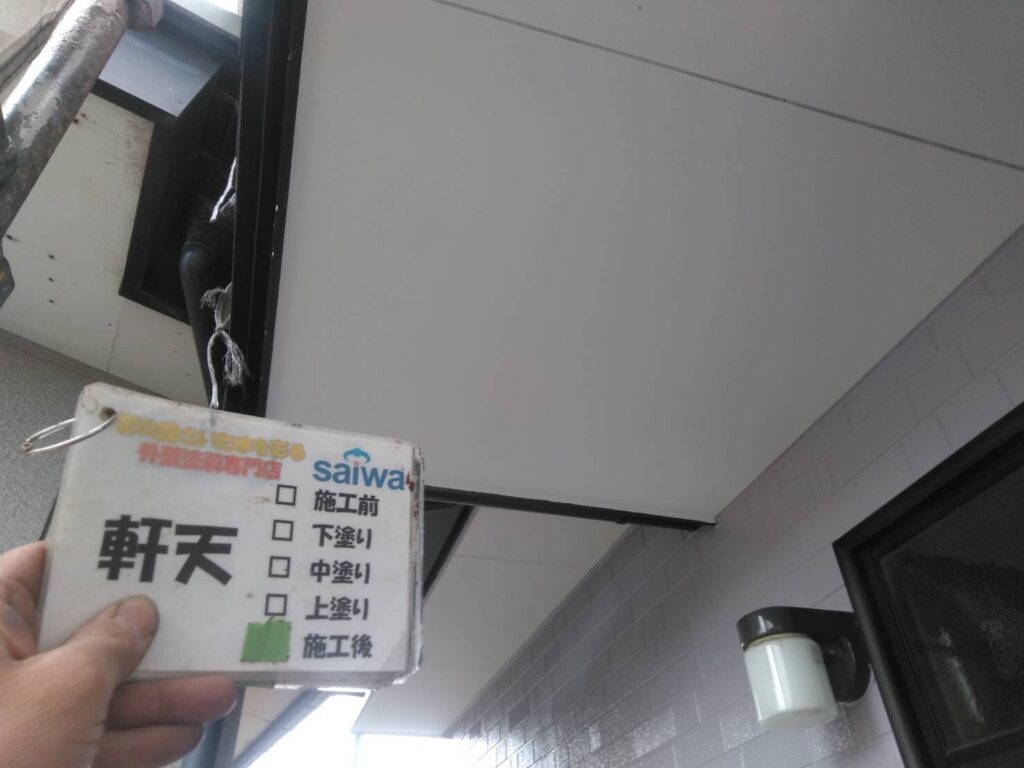 外壁塗装専門店
saiwa
軒天
□ 施工前
□ 下塗り
□ 中塗り
□ 上塗り
施工後